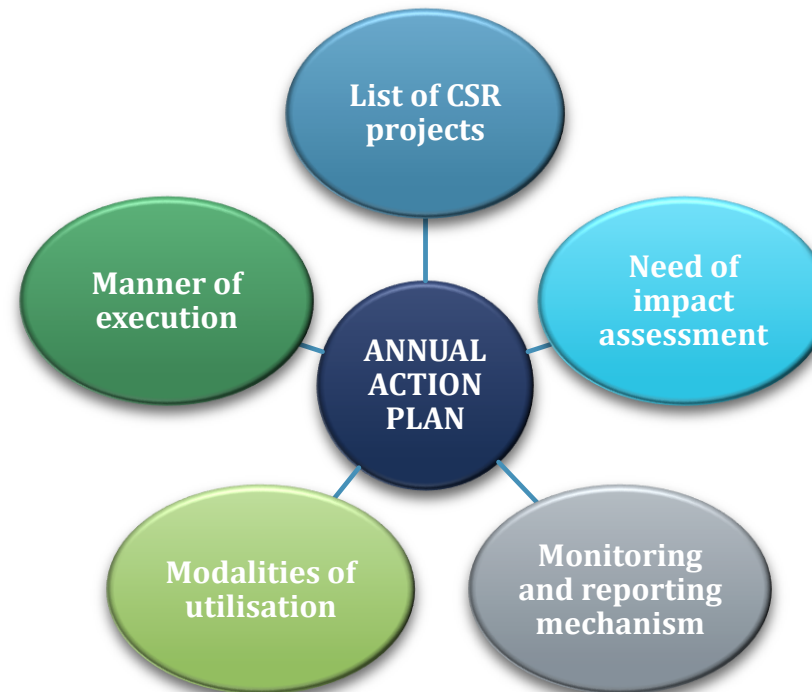 List of CSR
projects
Manner of
execution
Need of
impact
assessment
ANNUAL
ACTION
PLAN
Modalities of
utilisation
Monitoring
and reporting
mechanism